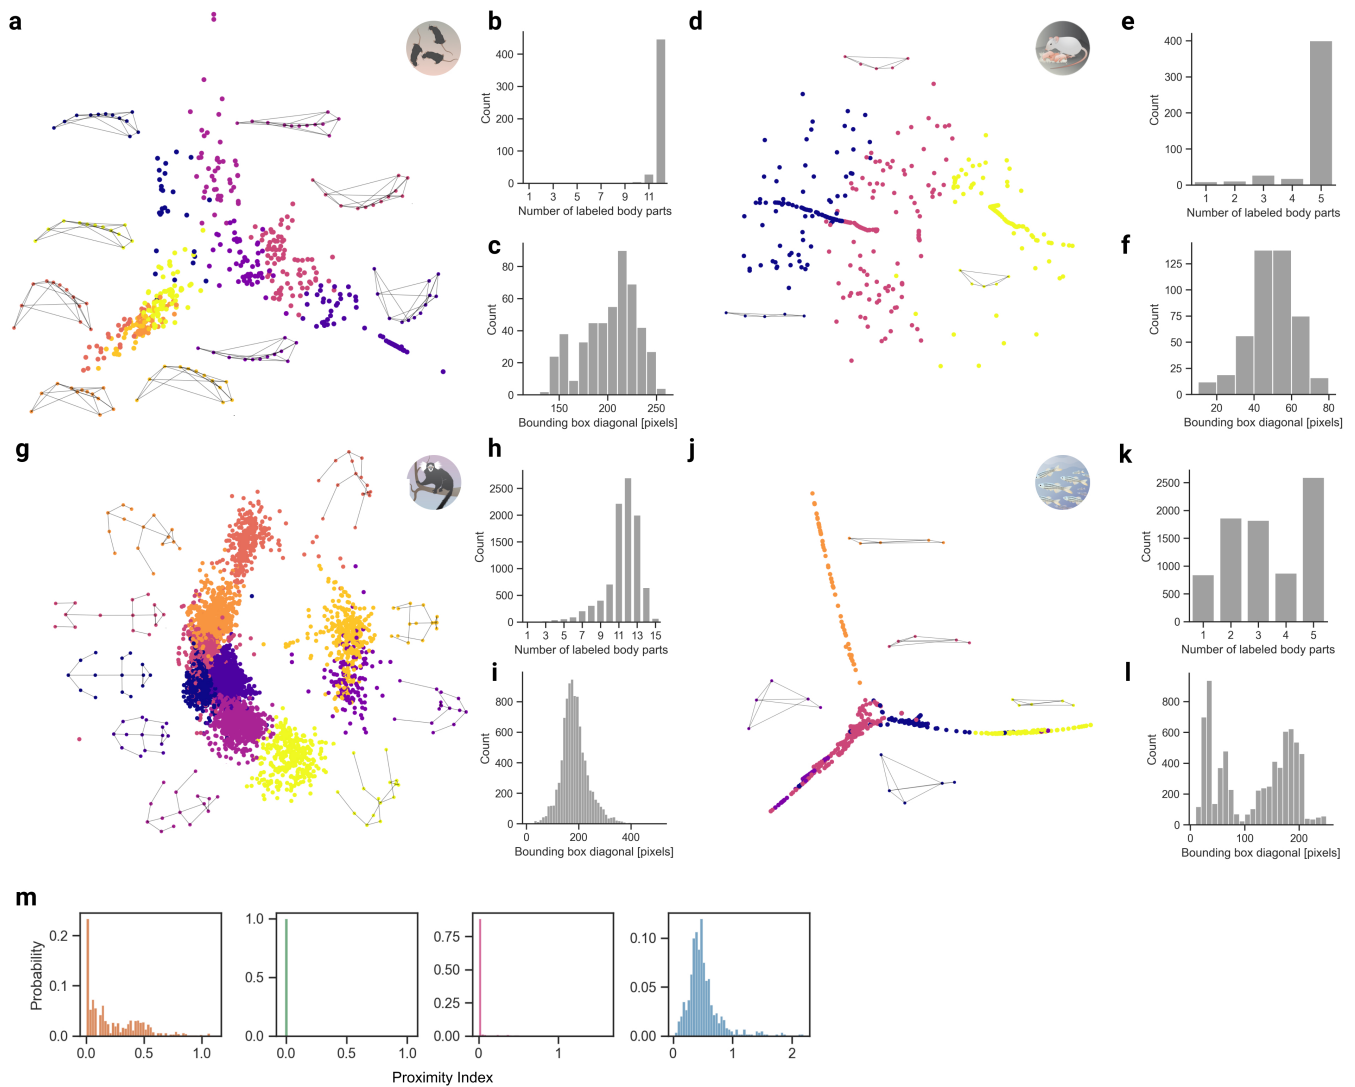 a
b
400
300
200
100
0
Count
1 3 5 7 9 11
Number of labeled body parts
c
80
60
40
20
0
Count
150 200 250
Bounding box diagonal [pixels]
d
e
400
300
200
100
0
Count
1 2 3 4 5
Number of labeled body parts
f
125
100
75
50
25
0
Count
20 40 60 80
Bounding box diagonal [pixels]
g
h
2500
2000
1500
1000
500
0
Count
1 3 5 7 9 11 13 15
Number of labeled body parts
i
800
600
400
200
0
Count
0 200 400
Bounding box diagonal [pixels]
j
k
2500
2000
1500
1000
500
0
Count
1 2 3 4 5
Number of labeled body parts
l
800
600
400
200
0
Count
0 100 200
Bounding box diagonal [pixels]
m
Probability
0.2
0.1
0.0
0.0 0.5 1.0
1.0
0.5
0.0
0.0 0.5 1.0
0.75
0.50
0.25
0.00
0 1
0.10
0.05
0.00
0 1 2
Proximity Index